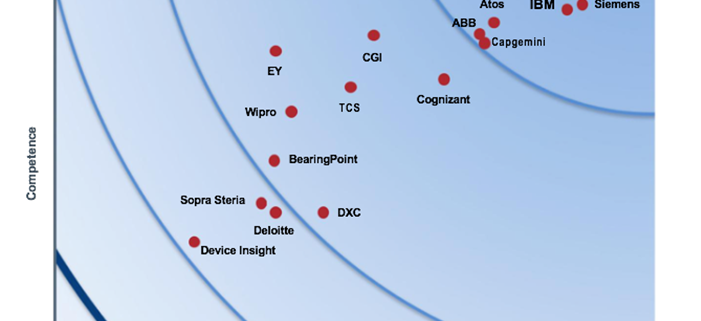 Atos
IBM
Siemens
ABB
Capgemini
CGI
EY
Cognizant
TCS
Wipro
BearingPoint
Competence
Sopra Steria
DXC
Deloitte
Device Insight